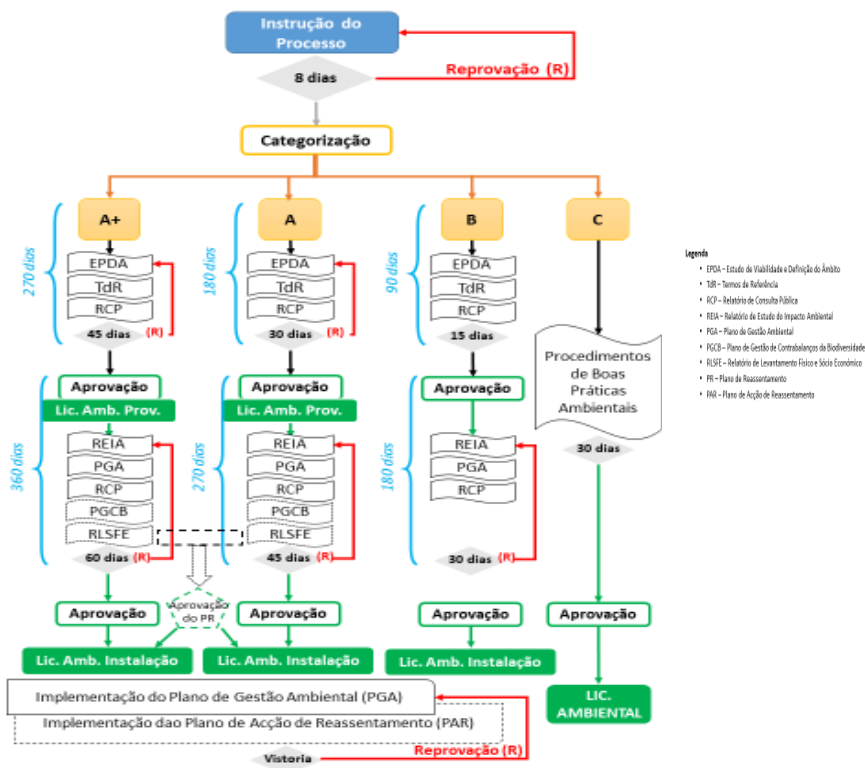 Instrução do
Processo
8 dias
Reprovação (R)
Categorização
A+
A
B
C
270 dias
EPDA
TdR
RCP
45 dias (R)
180 dias
EPDA
TdR
RCP
30 dias (R)
90 dias
EPDA
TdR
RCP
15 dias
Procedimentos
de Boas
Práticas
Ambientais
30 dias
Aprovação
Lic. Amb. Prov.
Aprovação
Lic. Amb. Prov.
Aprovação
360 dias
REIA
PGA
RCP
PGCB
RLSFE
60 dias (R)
270 dias
REIA
PGA
RCP
PGCB
RLSFE
45 dias (R)
180 dias
REIA
PGA
RCP
30 dias (R)
Aprovação
Aprovação
do PR
Aprovação
Aprovação
Aprovação
Lic. Amb. Instalação
Lic. Amb. Instalação
Lic. Amb. Instalação
LIC.
AMBIENTAL
Implementação do Plano de Gestão Ambiental (PGA)
Implementação dao Plano de Acção de Reassentamento (PAR)
Vistoria
Reprovação (R)
Legenda
• EPDA – Estudo de Viabilidade e Definição do Âmbito
• TdR – Termos de Referência
• RCP – Relatório de Consulta Pública
• REIA – Relatório de Estudo do Impacto Ambiental
• PGA – Plano de Gestão Ambiental
• PGCB – Plano de Gestão de Contrabalanços da Biodiversidade
• RLSFE – Relatório de Levantamento Físico e Sócio Económico
• PR – Plano de Reassentamento
• PAR – Plano de Acção de Reassentamento